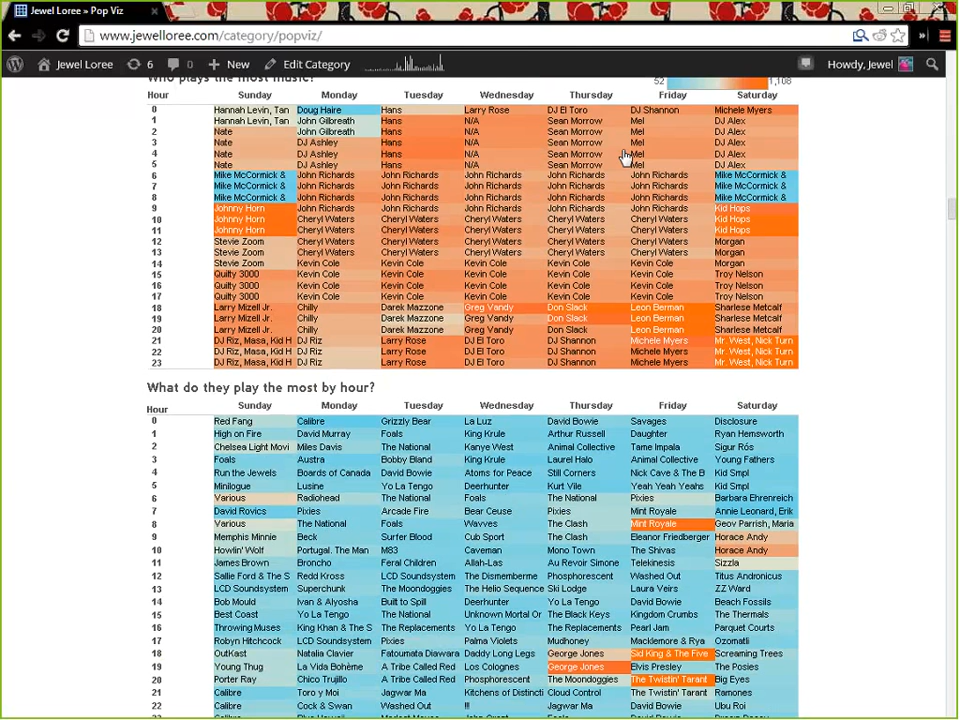 Jewel Loree » Pop Viz
www.jewelloree.com/category/popviz/
Jewel Loree 6 0 New Edit Category Howdy, Jewel
Who plays the most music? 52 1,108
Hour Sunday Monday Tuesday Wednesday Thursday Friday Saturday
0 Hannah Levin, Tan Doug Haire Hans Larry Rose DJ El Toro DJ Shannon Michele Myers
1 Hannah Levin, Tan John Gilbreath Hans N/A Sean Morrow Mel DJ Alex
2 Nate John Gilbreath Hans N/A Sean Morrow Mel DJ Alex
3 Nate DJ Ashley Hans N/A Sean Morrow Mel DJ Alex
4 Nate DJ Ashley Hans N/A Sean Morrow Mel DJ Alex
5 Nate DJ Ashley Hans N/A Sean Morrow Mel DJ Alex
6 Mike McCormick & John Richards John Richards John Richards John Richards John Richards Mike McCormick &
7 Mike McCormick & John Richards John Richards John Richards John Richards John Richards Mike McCormick &
8 Mike McCormick & John Richards John Richards John Richards John Richards John Richards Mike McCormick &
9 Johnny Horn John Richards John Richards John Richards John Richards John Richards Kid Hops
10 Johnny Horn Cheryl Waters Cheryl Waters Cheryl Waters Cheryl Waters Cheryl Waters Kid Hops
11 Johnny Horn Cheryl Waters Cheryl Waters Cheryl Waters Cheryl Waters Cheryl Waters Kid Hops
12 Stevie Zoom Cheryl Waters Cheryl Waters Cheryl Waters Cheryl Waters Cheryl Waters Morgan
13 Stevie Zoom Cheryl Waters Cheryl Waters Cheryl Waters Cheryl Waters Cheryl Waters Morgan
14 Stevie Zoom Kevin Cole Kevin Cole Kevin Cole Kevin Cole Kevin Cole Morgan
15 Quilty 3000 Kevin Cole Kevin Cole Kevin Cole Kevin Cole Kevin Cole Troy Nelson
16 Quilty 3000 Kevin Cole Kevin Cole Kevin Cole Kevin Cole Kevin Cole Troy Nelson
17 Quilty 3000 Kevin Cole Kevin Cole Kevin Cole Kevin Cole Kevin Cole Troy Nelson
18 Larry Mizell Jr. Chilly Darek Mazzone Greg Vandy Don Slack Leon Berman Sharlese Metcalf
19 Larry Mizell Jr. Chilly Darek Mazzone Greg Vandy Don Slack Leon Berman Sharlese Metcalf
20 Larry Mizell Jr. Chilly Darek Mazzone Greg Vandy Don Slack Leon Berman Sharlese Metcalf
21 DJ Riz, Masa, Kid H DJ Riz Larry Rose DJ El Toro DJ Shannon Michele Myers Mr. West, Nick Turn
22 DJ Riz, Masa, Kid H DJ Riz Larry Rose DJ El Toro DJ Shannon Michele Myers Mr. West, Nick Turn
23 DJ Riz, Masa, Kid H DJ Riz Larry Rose DJ El Toro DJ Shannon Michele Myers Mr. West, Nick Turn
What do they play the most by hour?
Hour Sunday Monday Tuesday Wednesday Thursday Friday Saturday
0 Red Fang Calibre Grizzly Bear La Luz David Bowie Savages Disclosure
1 High on Fire David Murray Foals King Krule Arthur Russell Daughter Ryan Hemsworth
2 Chelsea Light Movi Miles Davis The National Kanye West Animal Collective Tame Impala Sigur Rós
3 Foals Austra Bobby Bland King Krule Laurel Halo Animal Collective Young Fathers
4 Run the Jewels Boards of Canada David Bowie Atoms for Peace Still Corners Nick Cave & The B Kid Smpl
5 Minilogue Lusine Yo La Tengo Deerhunter Kurt Vile Yeah Yeah Yeahs Kid Smpl
6 Various Radiohead The National Foals The National Pixies Barbara Ehrenreich
7 David Rovics Pixies Arcade Fire Bear Ceuse Pixies Mint Royale Annie Leonard, Erik
8 Various The National Foals Wavves The Clash Mint Royale Geov Parrish, Maria
9 Memphis Minnie Beck Surfer Blood Cub Sport The Clash Eleanor Friedberger Horace Andy
10 Howlin' Wolf Portugal. The Man M83 Caveman Mono Town The Shivas Horace Andy
11 James Brown Broncho Feral Children Allah-Las Au Revoir Simone Telekinesis Sizzla
12 Sallie Ford & The S Redd Kross LCD Soundsystem The Dismemberme Phosphorescent Washed Out Titus Andronicus
13 LCD Soundsystem Superchunk The Moondoggies The Helio Sequence Ski Lodge Laura Veirs ZZ Ward
14 Bob Mould Ivan & Alyosha Built to Spill Deerhunter Yo La Tengo David Bowie Beach Fossils
15 Best Coast Yo La Tengo The National Unknown Mortal Or The Black Keys Kingdom Crumbs The Thermals
16 Throwing Muses King Khan & The S The Replacements Yo La Tengo The Replacements Pearl Jam Parquet Courts
17 Robyn Hitchcock LCD Soundsystem Pixies Palma Violets Mudhoney Macklemore & Rya Ozomatli
18 OutKast Natalia Clavier Fatoumata Diawara Daddy Long Legs George Jones Sid King & The Five Screaming Trees
19 Young Thug La Vida Bohème A Tribe Called Red Los Colognes George Jones Elvis Presley The Posies
20 Porter Ray Chico Trujillo A Tribe Called Red Phosphorescent The Moondoggies The Twistin' Tarant Big Eyes
21 Calibre Toro y Moi Jagwar Ma Kitchens of Distincti Cloud Control The Twistin' Tarant Ramones
22 Calibre Cock & Swan Washed Out !!! Jagwar Ma David Bowie Ubu Roi